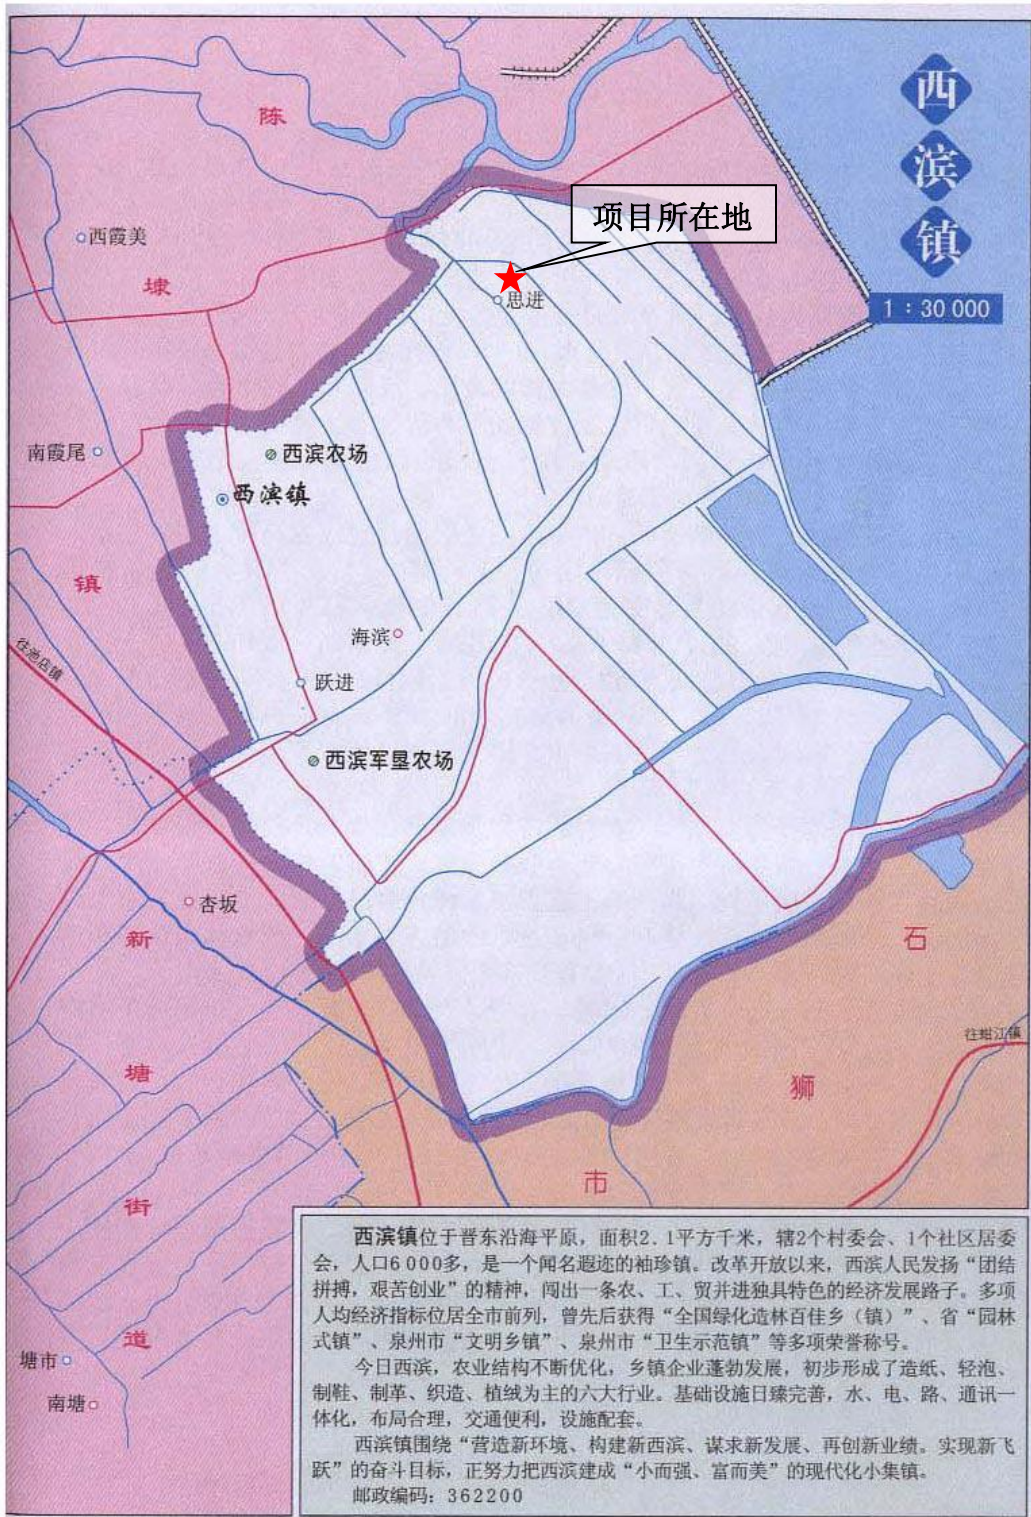 西滨镇
1：30 000
陈
埭
镇
项目所在地
西霞美
思进
南霞尾
西滨农场
西滨镇
海滨
往池店镇
跃进
西滨军垦农场
杏坂
新
塘
街
道
石
狮
市
往蚶江镇
塘市
南塘
西滨镇位于晋东沿海平原，面积2.1平方千米，辖2个村委会、1个社区居委
会，人口6 000多，是一个闻名遐迩的袖珍镇。改革开放以来，西滨人民发扬“团结
拼搏，艰苦创业”的精神，闯出一条农、工、贸并进独具特色的经济发展路子。多项
人均经济指标位居全市前列，曾先后获得“全国绿化造林百佳乡（镇）”、省“园林
式镇”、泉州市“文明乡镇”、泉州市“卫生示范镇”等多项荣誉称号。
今日西滨，农业结构不断优化，乡镇企业蓬勃发展，初步形成了造纸、轻泡、
制鞋、制革、织造、植绒为主的六大行业。基础设施日臻完善，水、电、路、通讯一
体化，布局合理，交通便利，设施配套。
西滨镇围绕“营造新环境、构建新西滨、谋求新发展、再创新业绩。实现新飞
跃”的奋斗目标，正努力把西滨建成“小而强、富而美”的现代化小集镇。
邮政编码：362200